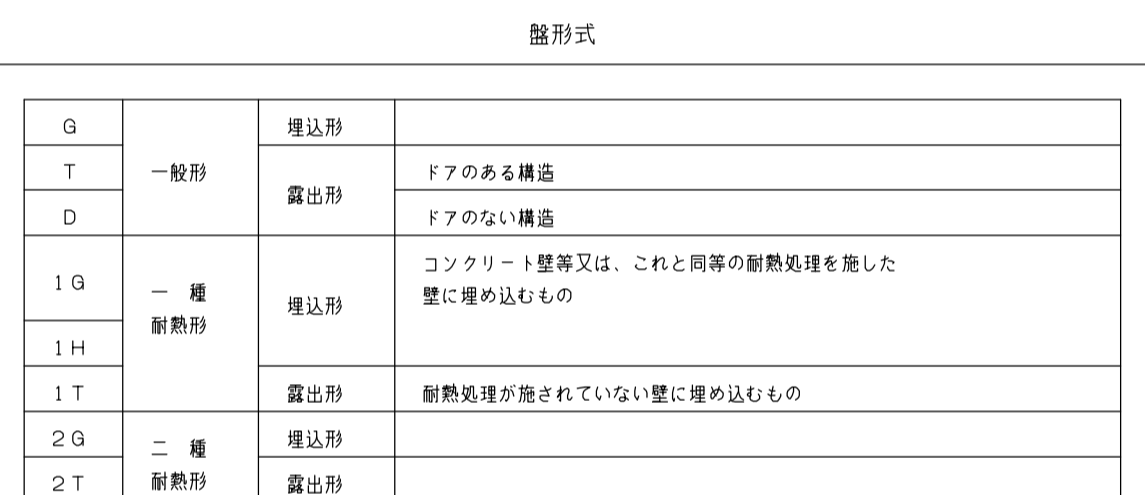 盤形式
G 埋込形
T 一般形 ドアのある構造
露出形
D ドアのない構造
コンクリート壁等又は、これと同等の耐熱処理を施した
1G 一 種 壁に埋め込むもの
埋込形
耐熱形
1H
1T 露出形 耐熱処理が施されていない壁に埋め込むもの
2G 二 種 埋込形
2T 耐熱形 露出形